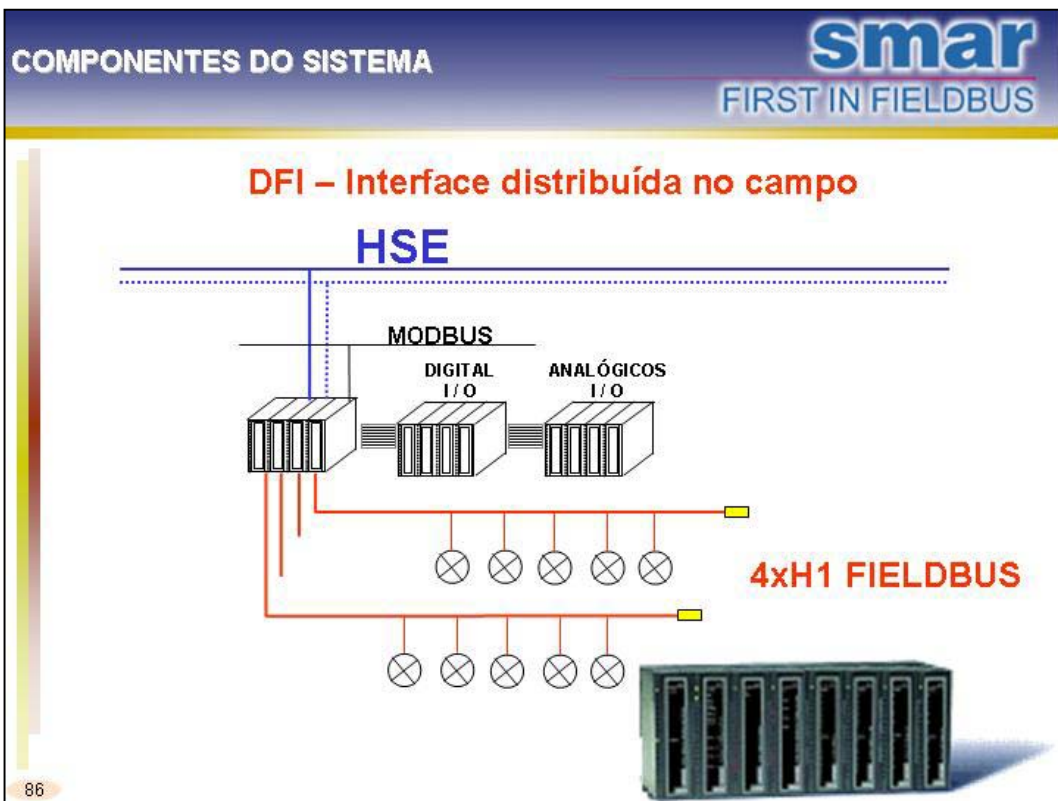 COMPONENTES DO SISTEMA
smar
FIRST IN FIELDBUS
DFI – Interface distribuída no campo
HSE
MODBUS
DIGITAL
I / O
ANALÓGICOS
I / O
4xH1 FIELDBUS
86